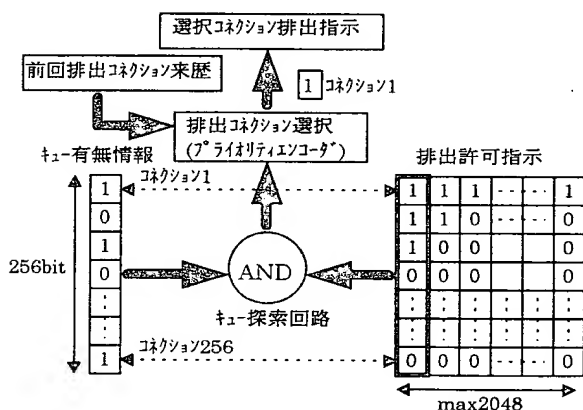 選択コネクション排出指示
前回排出コネクション来歴
1 コネクション1
排出コネクション選択
(プライオリティエンコーダ)
キュー有無情報
排出許可指示
コネクション1
1
0
1
0
⋮
⋮
1
256bit
AND
キュー探索回路
コネクション256
1 1 1 ...... 1
1 1 0 ...... 0
1 0 0 0
0 0 0 0
⋮ ⋮ ⋮ ⋮ ⋮
⋮ ⋮ ⋮ ⋮ ⋮
0 0 0 ...... 0
max2048